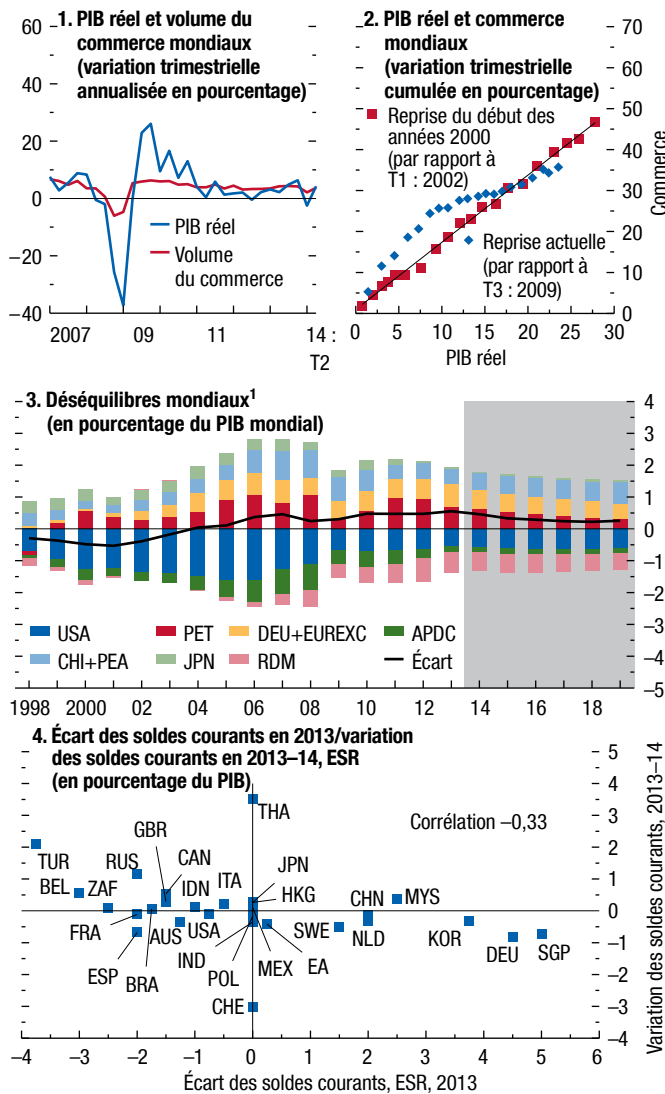 1. PIB réel et volume du
commerce mondiaux
(variation trimestrielle
annualisée en pourcentage)
60
40
20
0
–20
–40
PIB réel
Volume
du commerce
2007
09
11
14 :
T2
2. PIB réel et commerce
mondiaux
(variation trimestrielle
cumulée en pourcentage)
Reprise du début des
années 2000
(par rapport à
T1 : 2002)
Reprise actuelle
(par rapport à
T3 : 2009)
70
60
50
40
30
20
10
0
Commerce
0 5 10 15 20 25 30
PIB réel
3. Déséquilibres mondiaux1
(en pourcentage du PIB mondial)
4
3
2
1
0
–1
–2
–3
–4
–5
USA PET DEU+EUREXC APDC
CHI+PEA JPN RDM Écart
1998 2000 02 04 06 08 10 12 14 16 18
4. Écart des soldes courants en 2013/variation
des soldes courants en 2013–14, ESR
(en pourcentage du PIB)
Corrélation –0,33
THA
GBR
TUR
RUS
CAN
BEL
ZAF
IDN
ITA
JPN
HKG
CHN
MYS
FRA
AUS
USA
SWE
NLD
KOR
DEU
SGP
ESP
BRA
IND
POL
MEX
EA
CHE
5
4
3
2
1
0
–1
–2
–3
–4
Variation des soldes courants, 2013–14
–4 –3 –2 –1 0 1 2 3 4 5 6
Écart des soldes courants, ESR, 2013